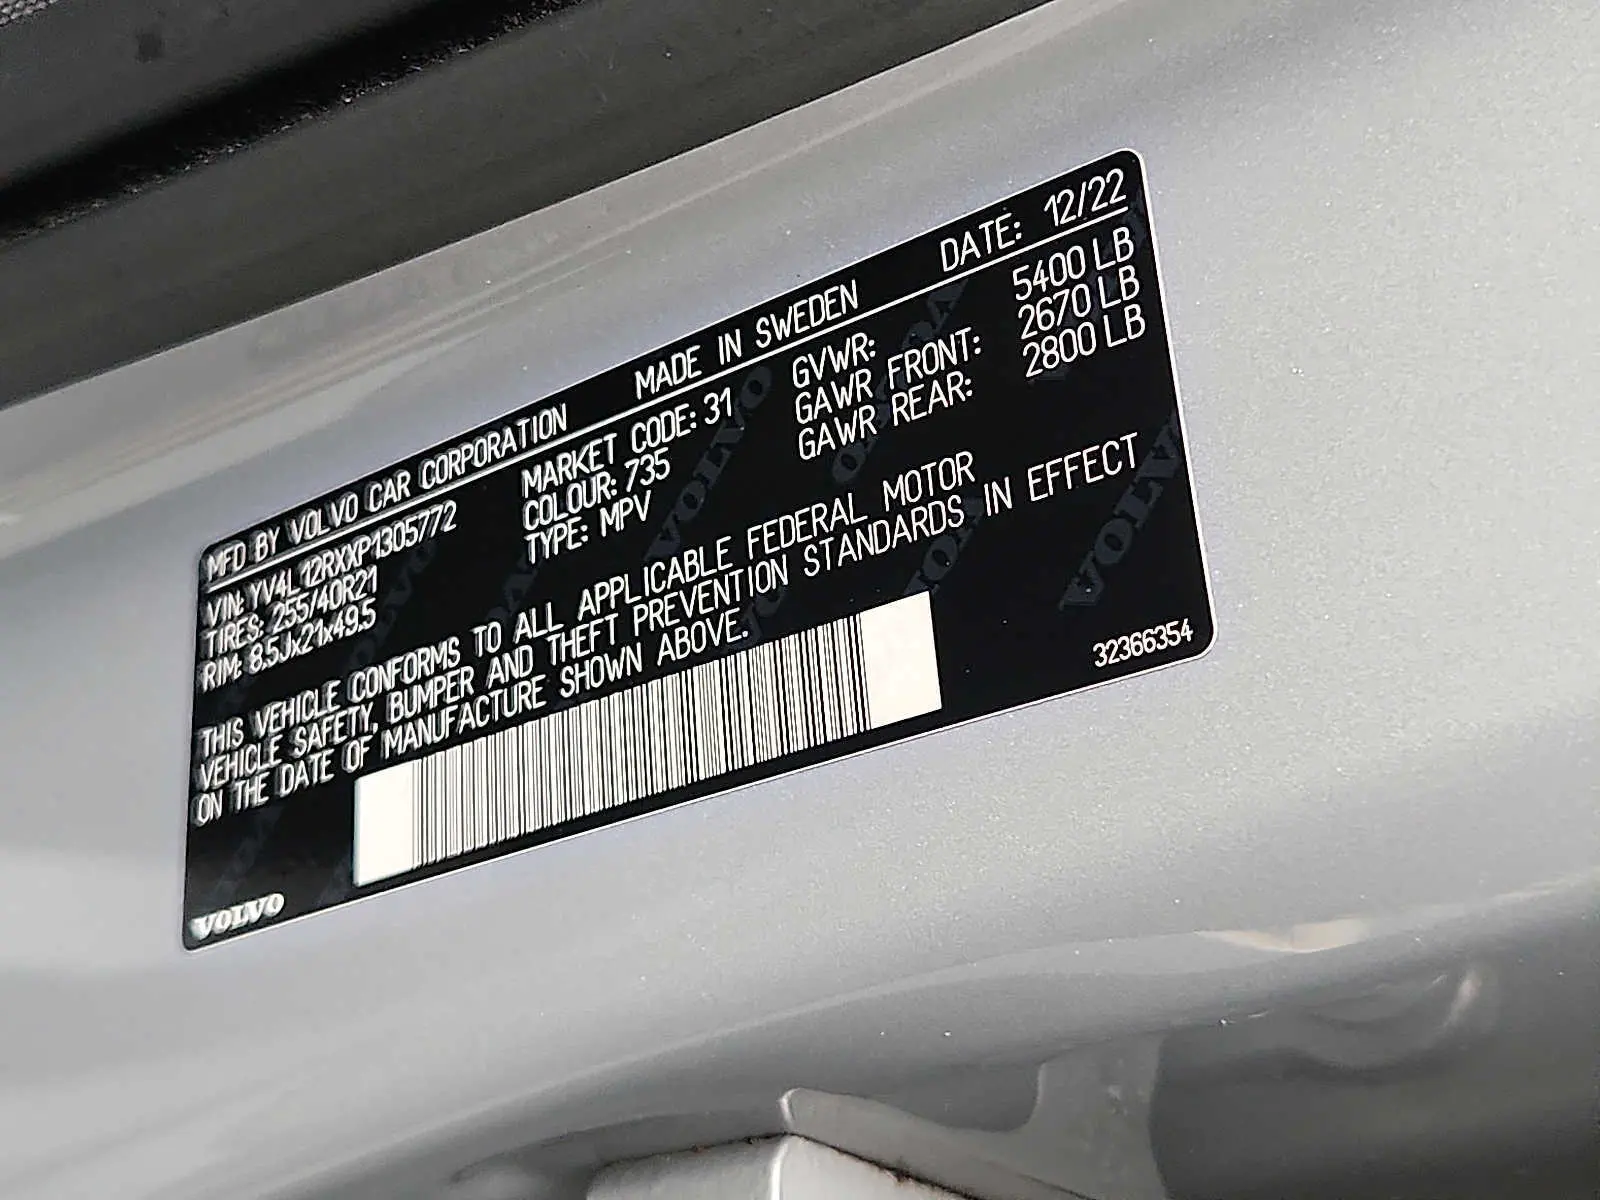 MFD BY VOLVO CAR CORPORATION MADE IN SWEDEN DATE: 12/22
VIN: YV4L12RXXP1305772 MARKET CODE: 31 GVWR: 5400 LB
TIRES: 255/40R21 COLOUR: 735 GAWR FRONT: 2670 LB
RIM: 8.5Jx21x49.5 TYPE: MPV GAWR REAR: 2800 LB
THIS VEHICLE CONFORMS TO ALL APPLICABLE FEDERAL MOTOR
VEHICLE SAFETY, BUMPER AND THEFT PREVENTION STANDARDS IN EFFECT
ON THE DATE OF MANUFACTURE SHOWN ABOVE.
32366354
VOLVO